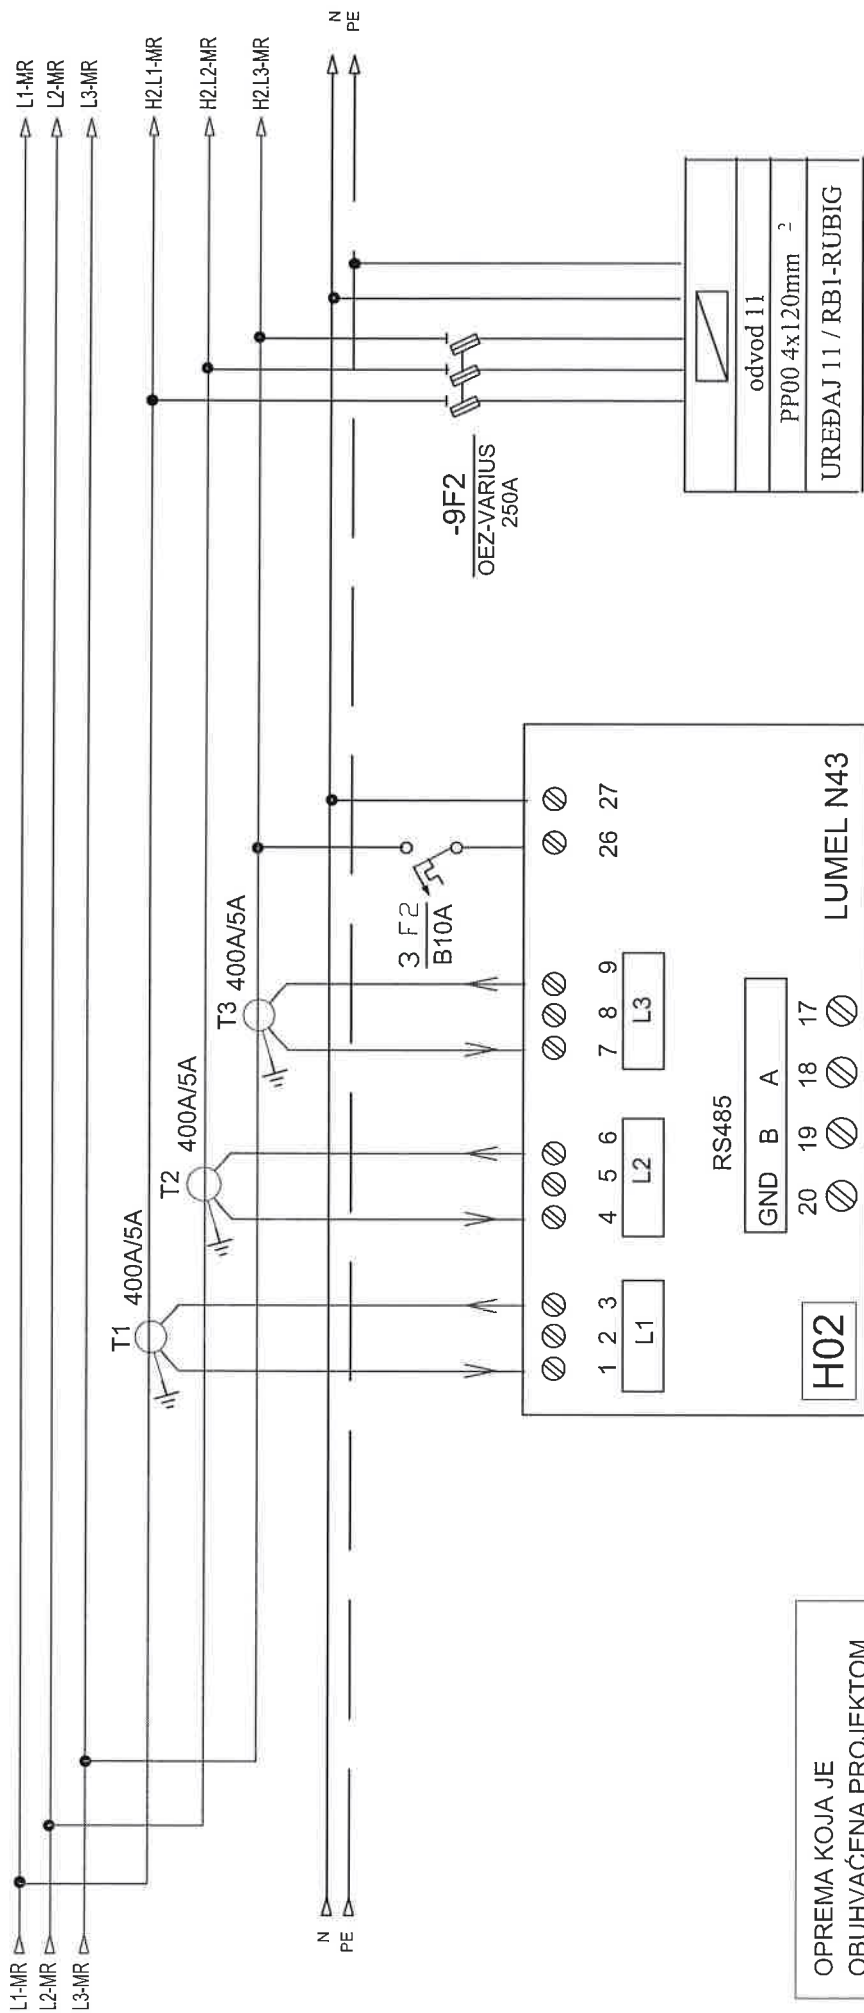 L1-MR
L2-MR
L3-MR
N
PE
L1-MR
L2-MR
L3-MR
H2.L1-MR
H2.L2-MR
H2.L3-MR
N
PE
T1
400A/5A
T2
400A/5A
T3
400A/5A
3 F2
B10A
-9F2
OEZ-VARIUS
250A
1 2 3
L1
4 5 6
L2
7 8 9
L3
26 27
RS485
GND B A
20 19 18 17
H02
LUMEL N43
odvod 11
PP00 4x120mm 2
UREĐAJ 11 / RB1-RUBIG
OPREMA KOJA JE
OBUHVAĆENA PROJEKTOM